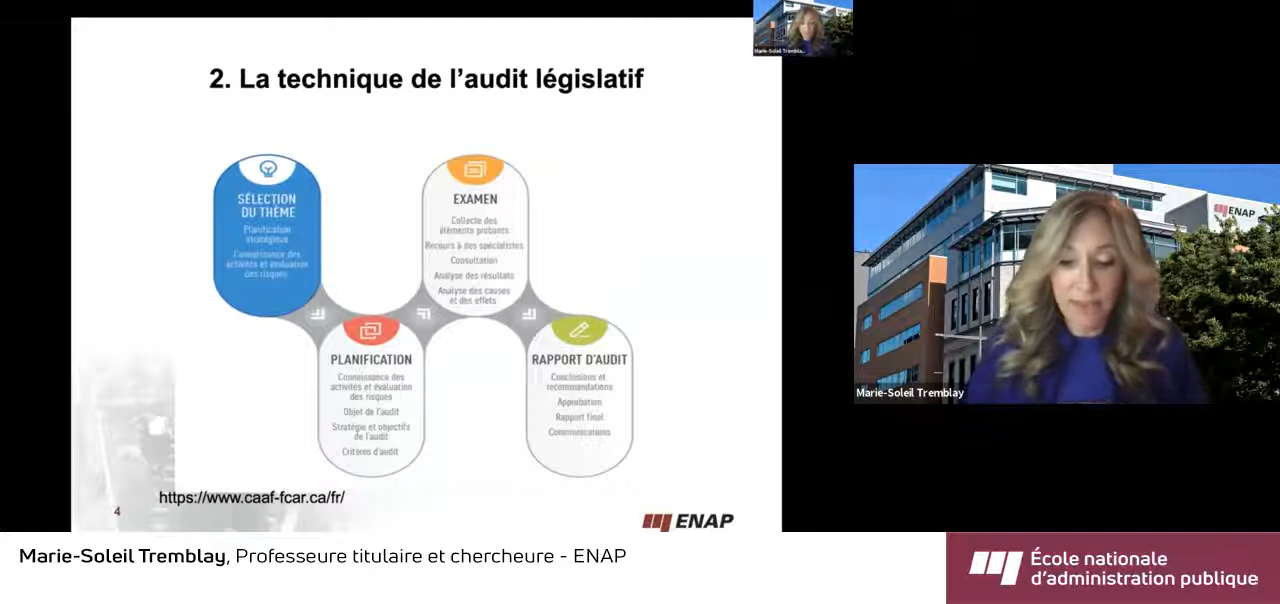 2. La technique de l'audit législatif
SÉLECTION
DU THÈME
Planification
stratégique
Connaissance des
activités et évaluation
des risques
EXAMEN
Collecte des
éléments probants
Recours à des spécialistes
Consultation
Analyse des résultats
Analyse des causes
et des effets
PLANIFICATION
Connaissance des
activités et évaluation
des risques
Objet de l'audit
Stratégie et objectifs
de l'audit
Critères d'audit
RAPPORT D'AUDIT
Conclusions et
recommandations
Approbation
Rapport final
Communications
https://www.caaf-fcar.ca/fr/
4
ENAP
Marie-Soleil Trembla...
ENAP
Marie-Soleil Tremblay
Marie-Soleil Tremblay, Professeure titulaire et chercheure - ENAP
École nationale
d'administration publique